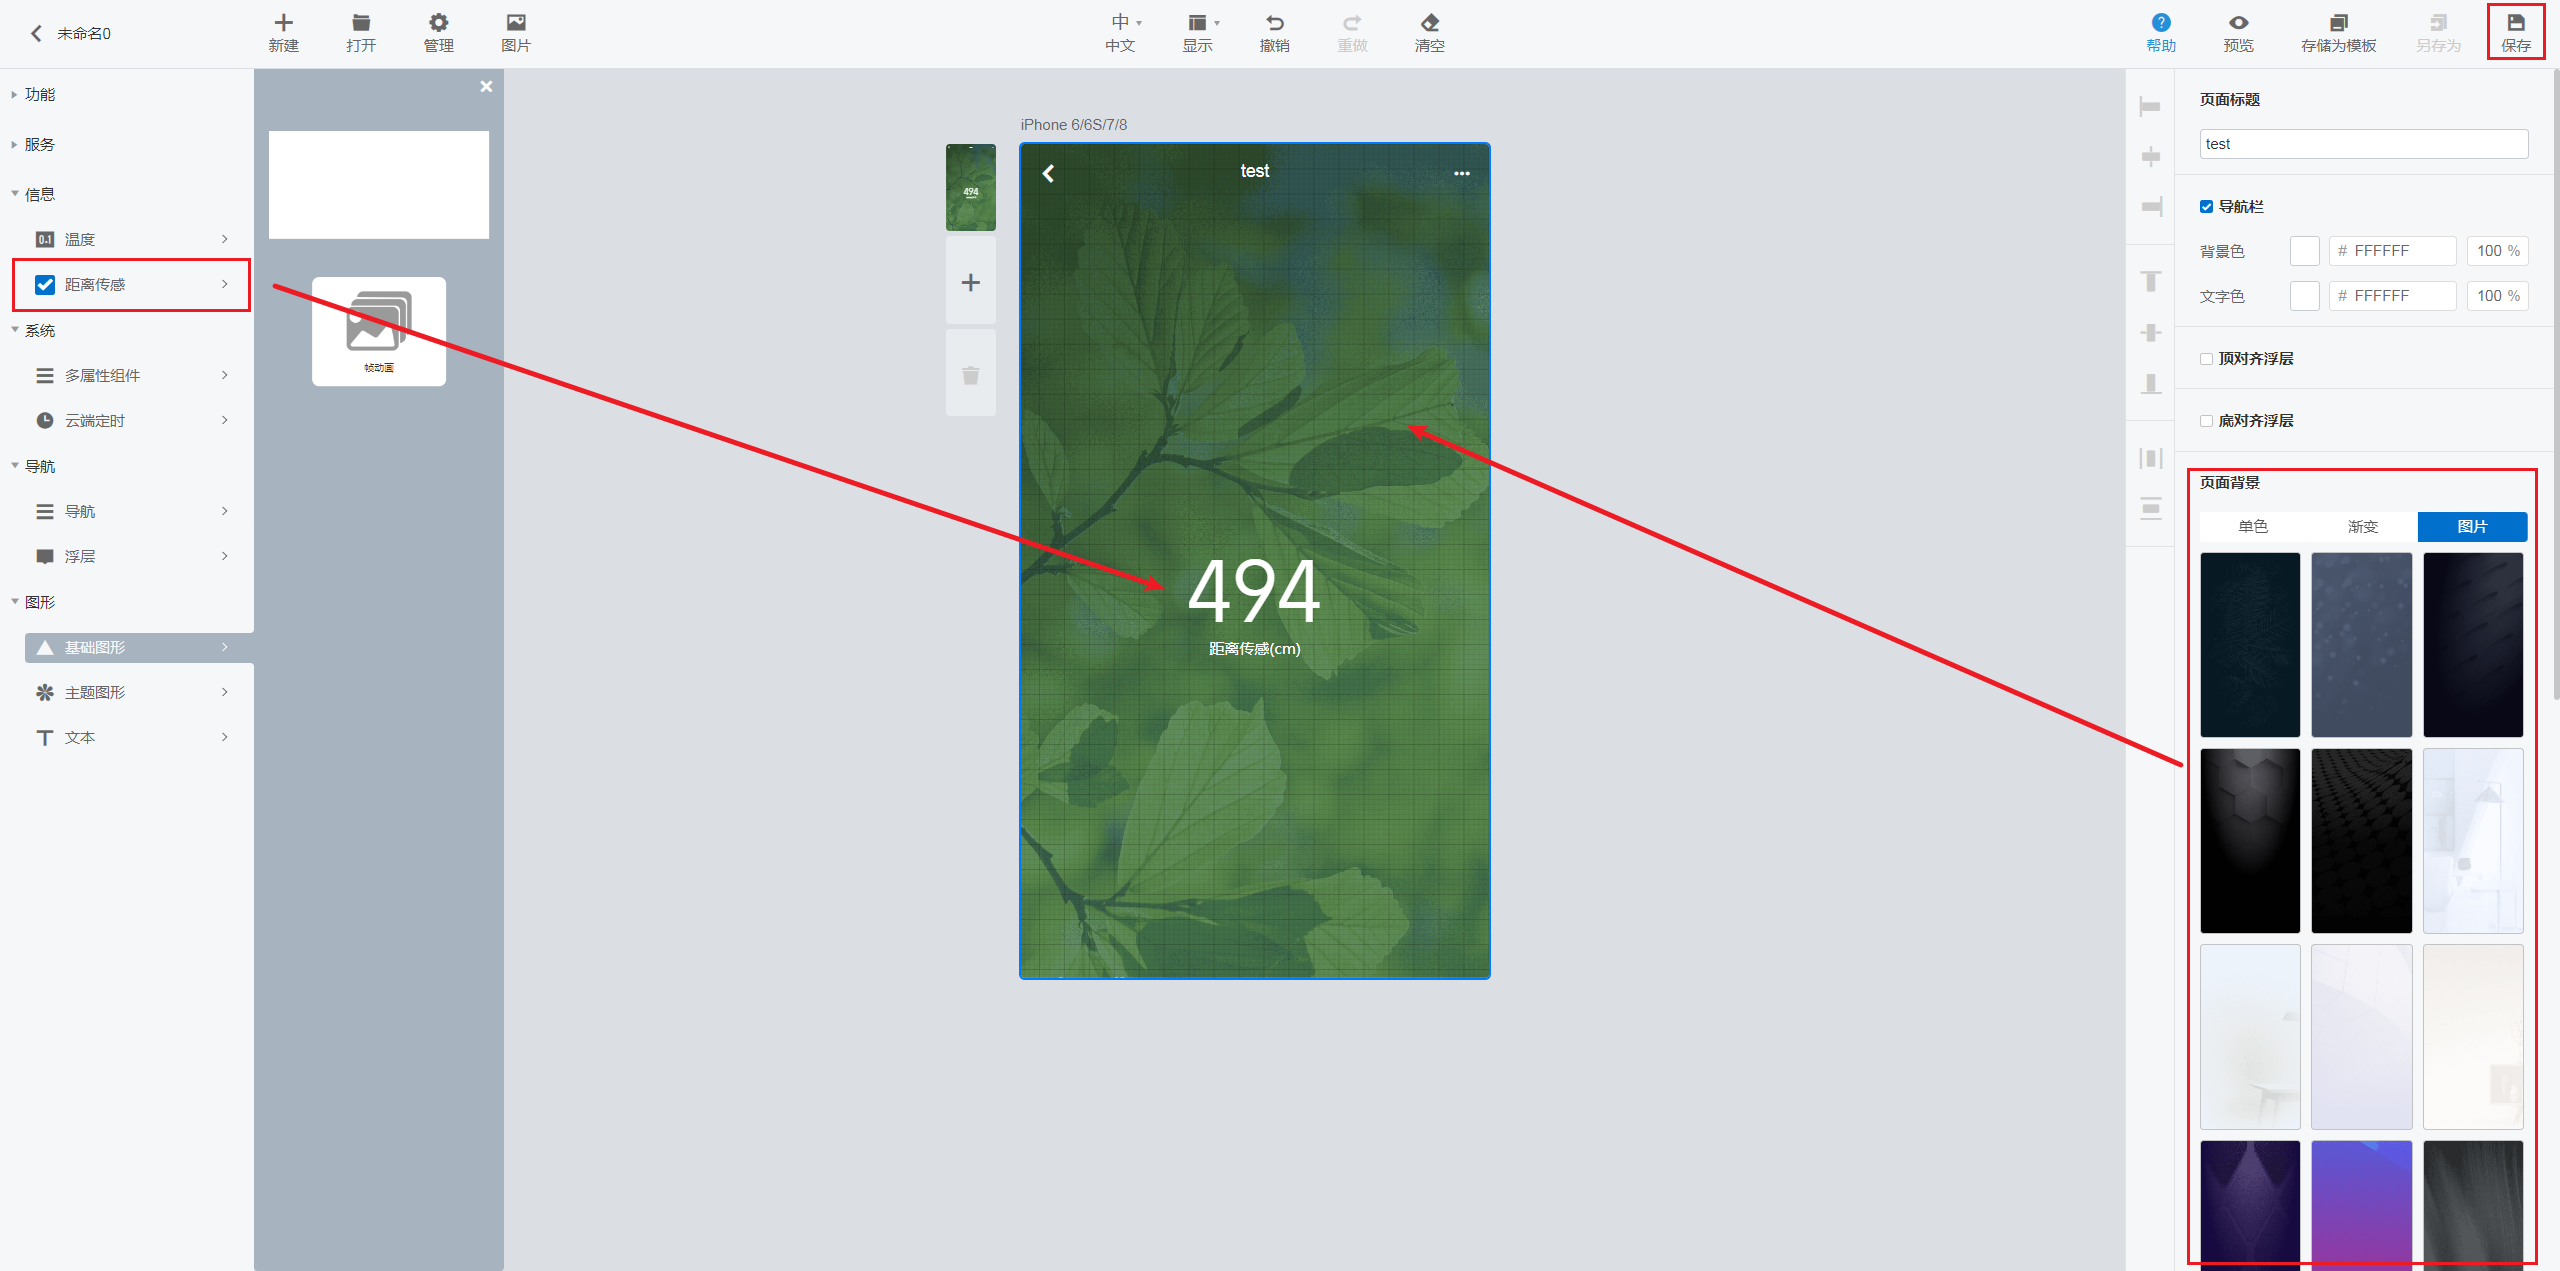 未命名0
新建
打开
管理
图片
中
中文
显示
撤销
重做
清空
帮助
预览
存储为模板
另存为
保存
功能
服务
信息
温度
距离传感
系统
多属性组件
云端定时
导航
导航
浮层
图形
基础图形
主题图形
文本
帧动画
iPhone 6/6S/7/8
494
test
494
距离传感(cm)
页面标题
test
导航栏
背景色 # FFFFFF 100 %
文字色 # FFFFFF 100 %
顶对齐浮层
底对齐浮层
页面背景
单色 渐变 图片